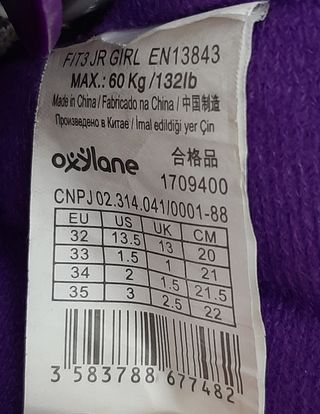 FIT3 JR GIRL EN13843
MAX.: 60 Kg /132lb
Made in China / Fabricado na China / 中国制造
Произведено в Китае / Imal edildiği yer Çin
oxylane 合格品
1709400
CNPJ 02.314.041/0001-88
EU US UK CM
32 13.5 13 20
33 1.5 1 21
34 2 1.5 21.5
35 3 2.5 22
3 583788 677482